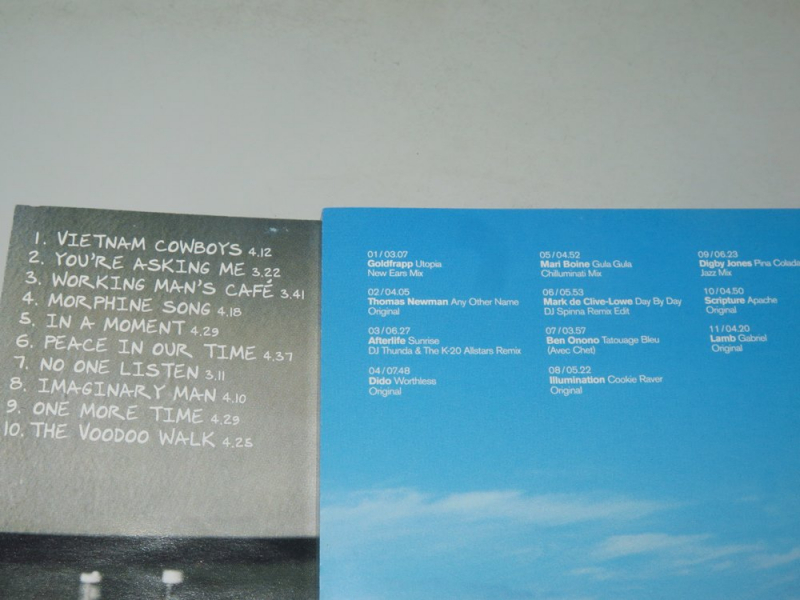 1. VIETNAM COWBOYS 4.12
2. YOU'RE ASKING ME 3.22
3. WORKING MAN'S CAFÉ 3.41
4. MORPHINE SONG 4.18
5. IN A MOMENT 4.29
6. PEACE IN OUR TIME 4.37
7. NO ONE LISTEN 3.11
8. IMAGINARY MAN 4.10
9. ONE MORE TIME 4.29
10. THE VOODOO WALK 4.25
01 / 03.07
Goldfrapp Utopia
New Ears Mix
02 / 04.05
Thomas Newman Any Other Name
Original
03 / 06.27
Afterlife Sunrise
DJ Thunda & The K-20 Allstars Remix
04 / 07.48
Dido Worthless
Original
05 / 04.52
Mari Boine Gula Gula
Chilluminati Mix
06 / 05.53
Mark de Clive-Lowe Day By Day
DJ Spinna Remix Edit
07 / 03.57
Ben Onono Tatouage Bleu
(Avec Chet)
08 / 05.22
Illumination Cookie Raver
Original
09 / 06.23
Digby Jones Pina Colada
Jazz Mix
10 / 04.50
Scripture Apache
Original
11 / 04.20
Lamb Gabriel
Original